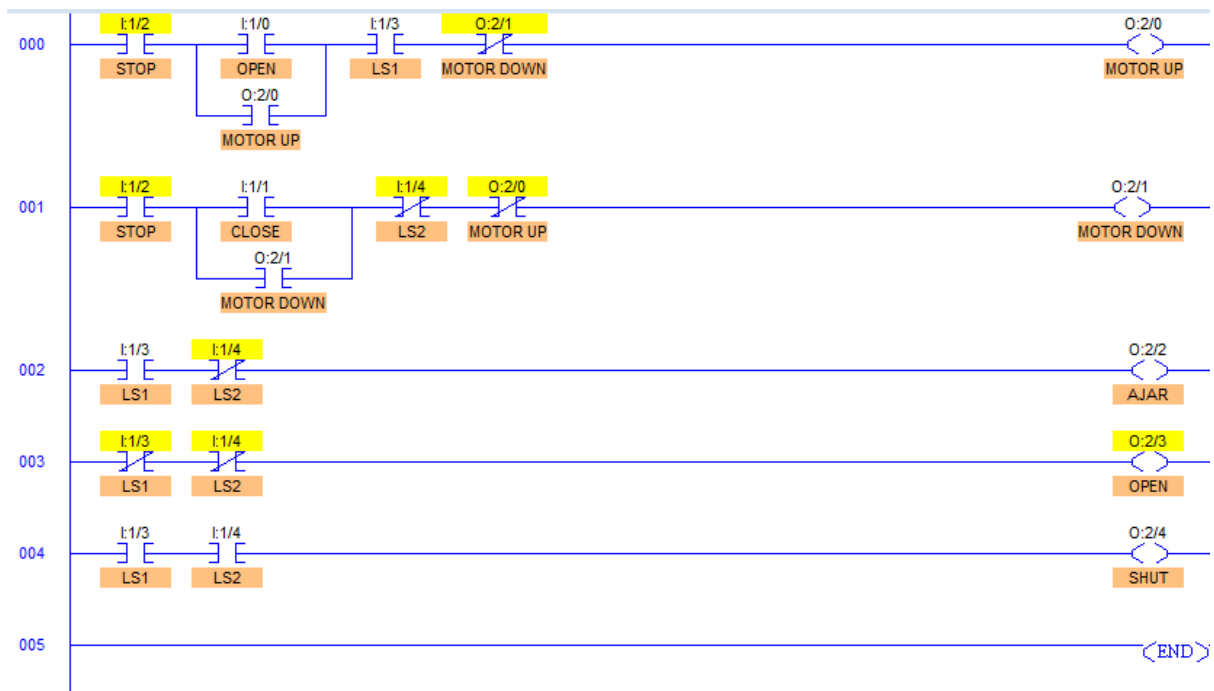 I:1/2 I:1/0 I:1/3 O:2/1 O:2/0
000
STOP OPEN LS1 MOTOR DOWN MOTOR UP
O:2/0
MOTOR UP
I:1/2 I:1/1 I:1/4 O:2/0 O:2/1
001
STOP CLOSE LS2 MOTOR UP MOTOR DOWN
O:2/1
MOTOR DOWN
I:1/3 I:1/4 O:2/2
002
LS1 LS2 AJAR
I:1/3 I:1/4 O:2/3
003
LS1 LS2 OPEN
I:1/3 I:1/4 O:2/4
004
LS1 LS2 SHUT
005 END